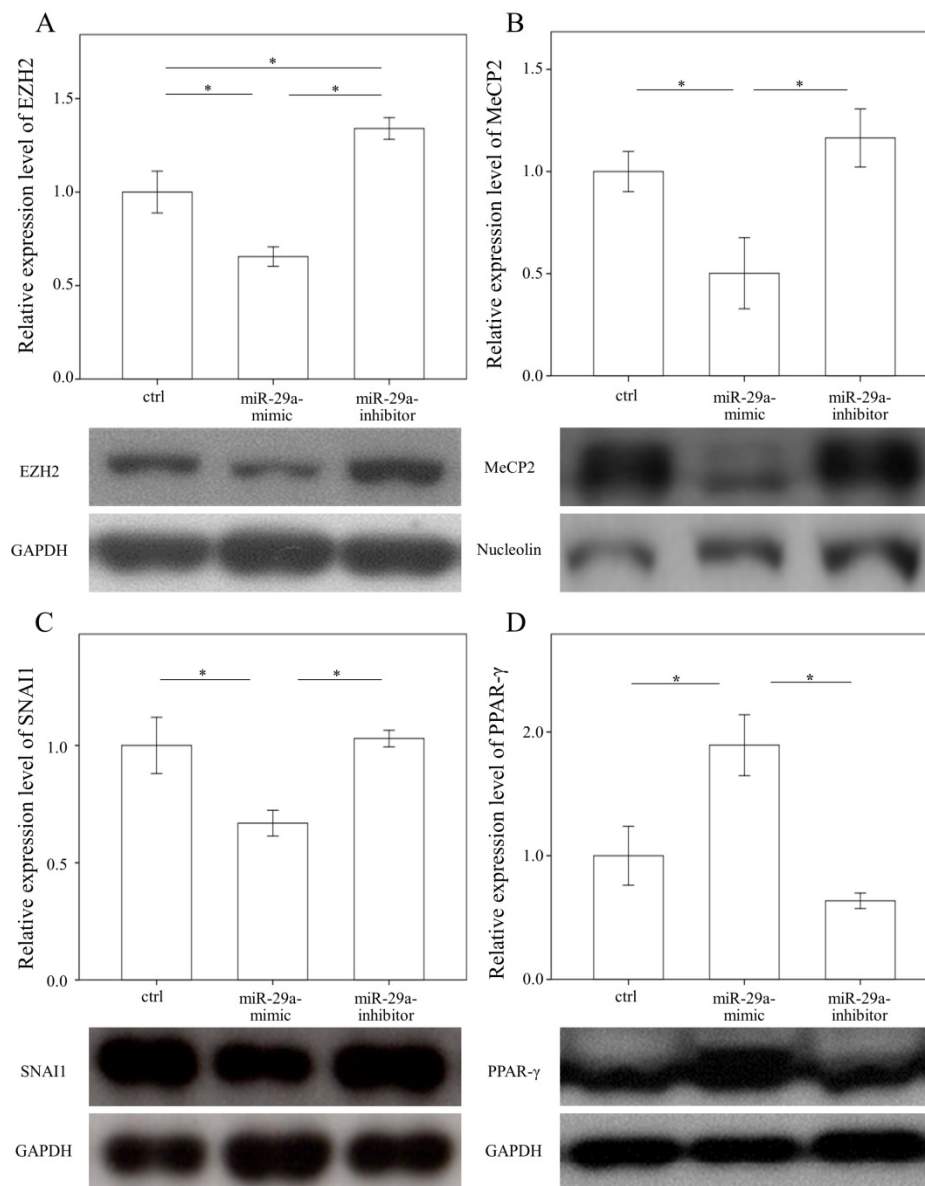 A
Relative expression level of EZH2
1.5
1.0
0.5
0.0
*
*
*
ctrl
miR-29a-
mimic
miR-29a-
inhibitor
EZH2
GAPDH
B
Relative expression level of MeCP2
1.5
1.0
0.5
0.0
*
*
ctrl
miR-29a-
mimic
miR-29a-
inhibitor
MeCP2
Nucleolin
C
Relative expression level of SNAI1
1.0
0.5
0.0
*
*
ctrl
miR-29a-
mimic
miR-29a-
inhibitor
SNAI1
GAPDH
D
Relative expression level of PPAR-γ
2.0
1.0
0.0
*
*
ctrl
miR-29a-
mimic
miR-29a-
inhibitor
PPAR-γ
GAPDH